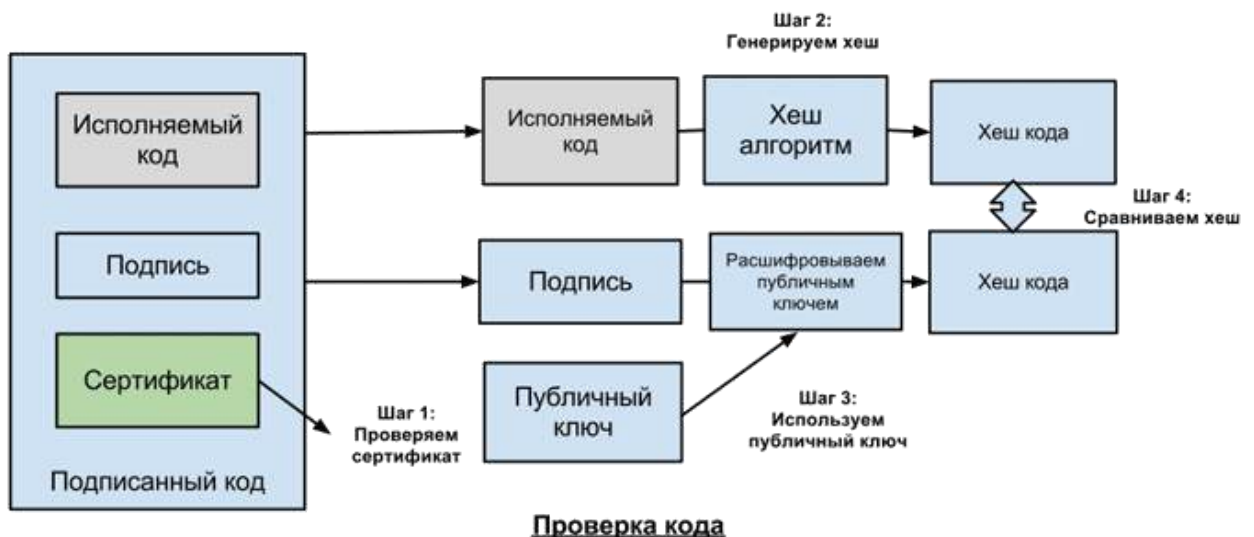 Шаг 2:
Генерируем хеш
Исполняемый
код
Исполняемый
код
Хеш
алгоритм
Хеш кода
Шаг 4:
Сравниваем хеш
Подпись
Подпись
Расшифровываем
публичным
ключем
Хеш кода
Сертификат
Шаг 1:
Проверяем
сертификат
Публичный
ключ
Шаг 3:
Используем
публичный ключ
Подписанный код
Проверка кода